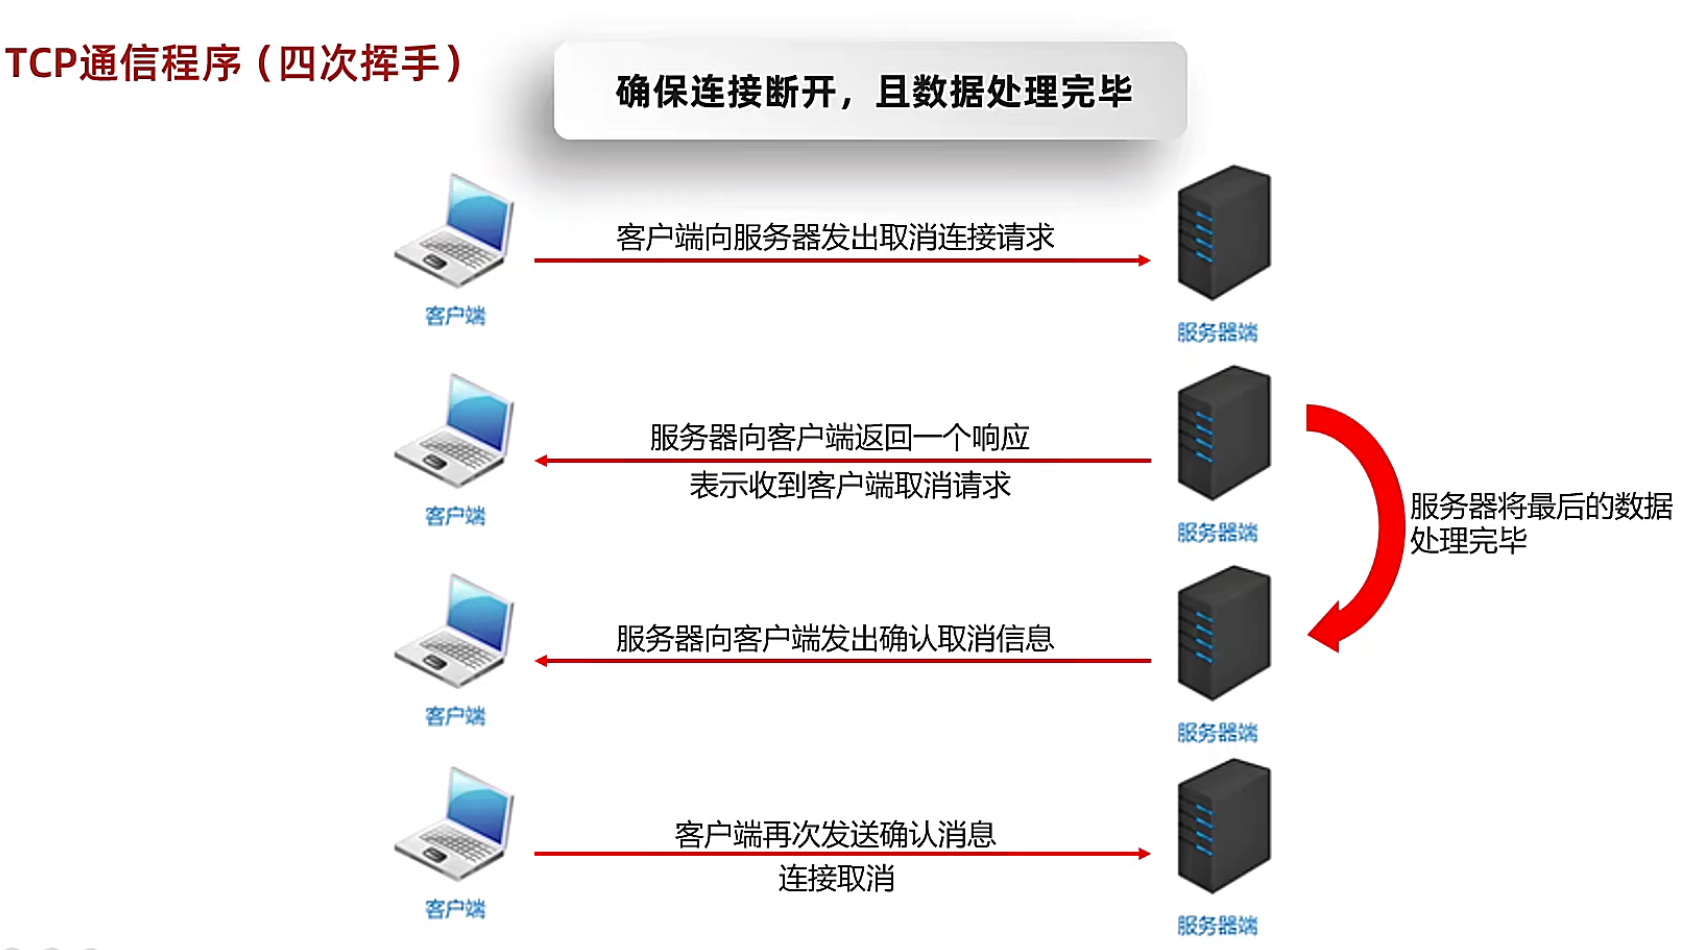 TCP通信程序（四次挥手）
确保连接断开，且数据处理完毕
客户端向服务器发出取消连接请求
客户端
服务器端
服务器向客户端返回一个响应
表示收到客户端取消请求
客户端
服务器端
服务器将最后的数据
处理完毕
服务器向客户端发出确认取消信息
客户端
服务器端
客户端再次发送确认消息
连接取消
客户端
服务器端